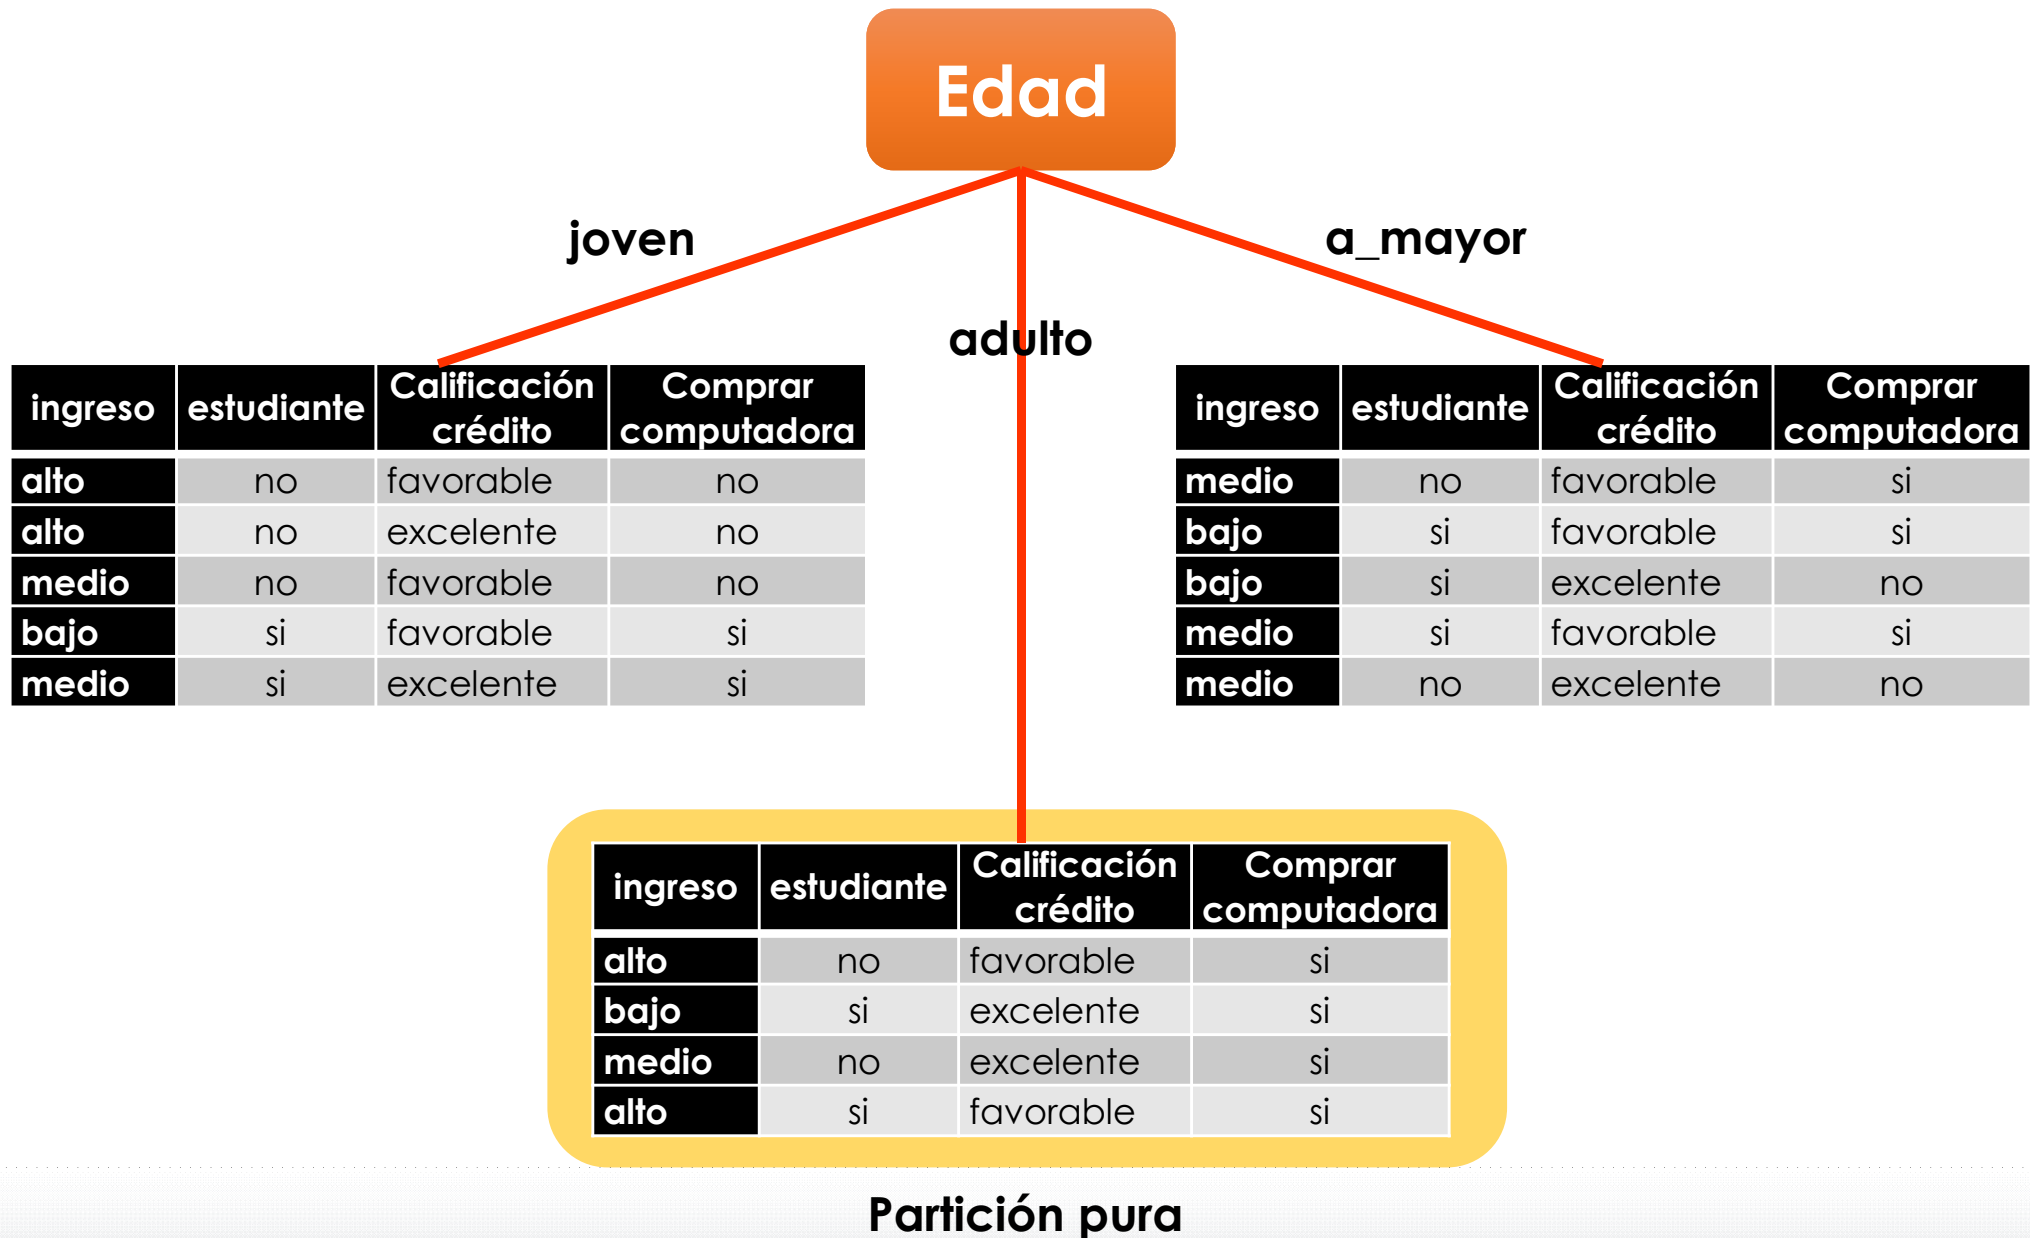 Edad
joven
adulto
a_mayor
ingreso estudiante Calificación crédito Comprar computadora
alto no favorable no
alto no excelente no
medio no favorable no
bajo si favorable si
medio si excelente si
ingreso estudiante Calificación crédito Comprar computadora
medio no favorable si
bajo si favorable si
bajo si excelente no
medio si favorable si
medio no excelente no
ingreso estudiante Calificación crédito Comprar computadora
alto no favorable si
bajo si excelente si
medio no excelente si
alto si favorable si
Partición pura